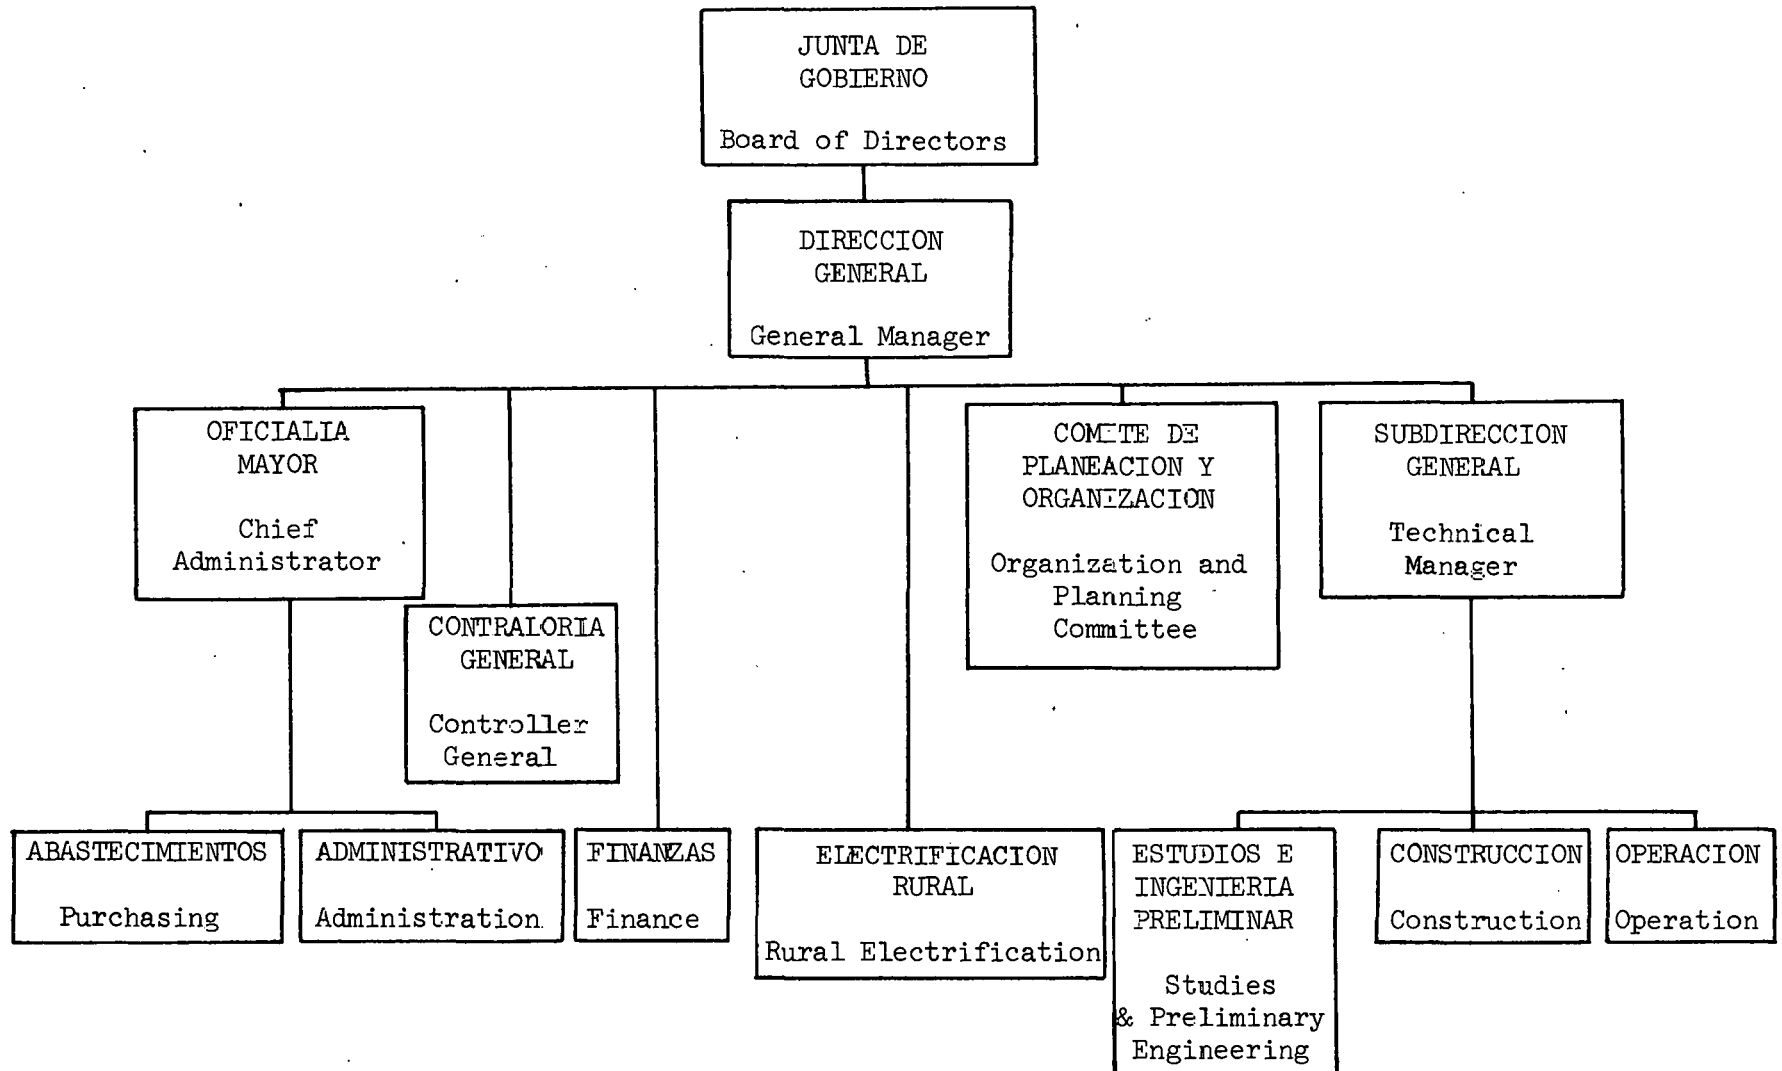 JUNTA DE
GOBIERNO
Board of Directors
DIRECCION
GENERAL
General Manager
OFICIALIA
MAYOR
Chief
Administrator
CONTRALORIA
GENERAL
Controller
General
COMITE DE
PLANEACION Y
ORGANIZACION
Organization and
Planning
Committee
SUBDIRECCION
GENERAL
Technical
Manager
ABASTECIMIENTOS
Purchasing
ADMINISTRATIVO
Administration
FINANZAS
Finance
ELECTRIFICACION
RURAL
Rural Electrification
ESTUDIOS E
INGENIERIA
PRELIMINAR
Studies
& Preliminary
Engineering
CONSTRUCCION
Construction
OPERACION
Operation